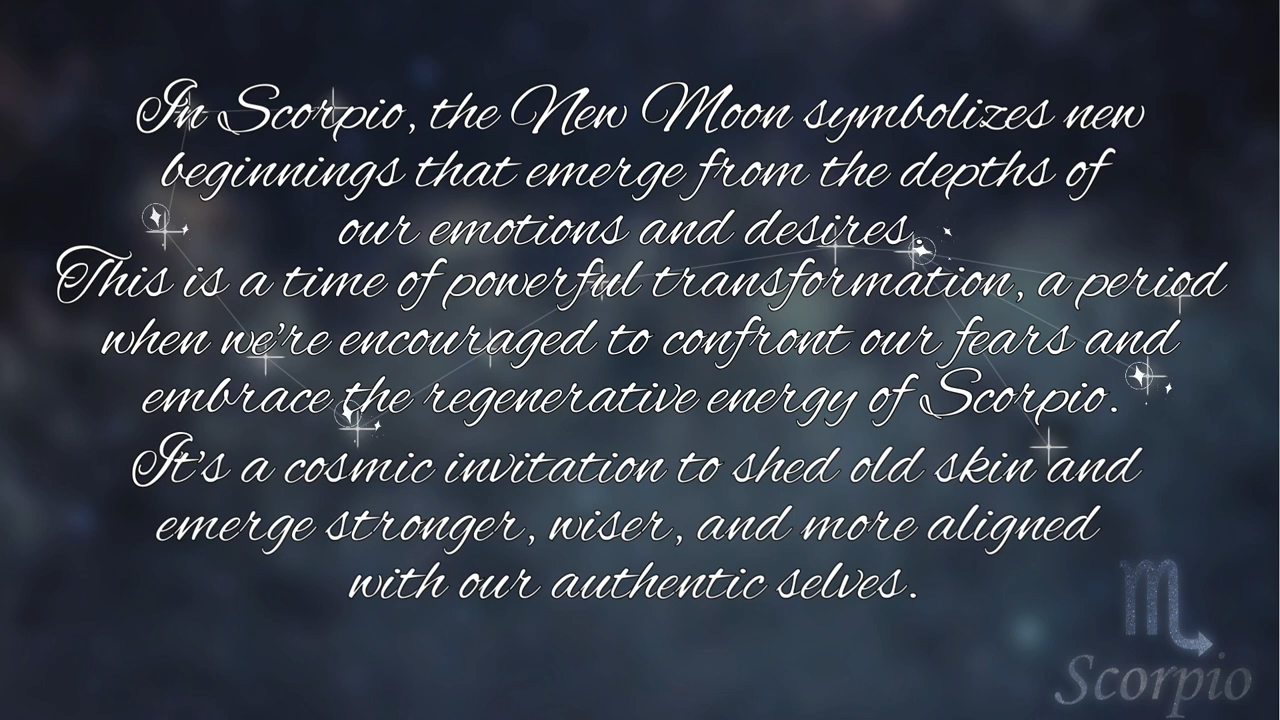 In Scorpio, the New Moon symbolizes new
beginnings that emerge from the depths of
our emotions and desires.
This is a time of powerful transformation, a period
when we're encouraged to confront our fears and
embrace the regenerative energy of Scorpio.
It's a cosmic invitation to shed old skin and
emerge stronger, wiser, and more aligned
with our authentic selves.
Scorpio